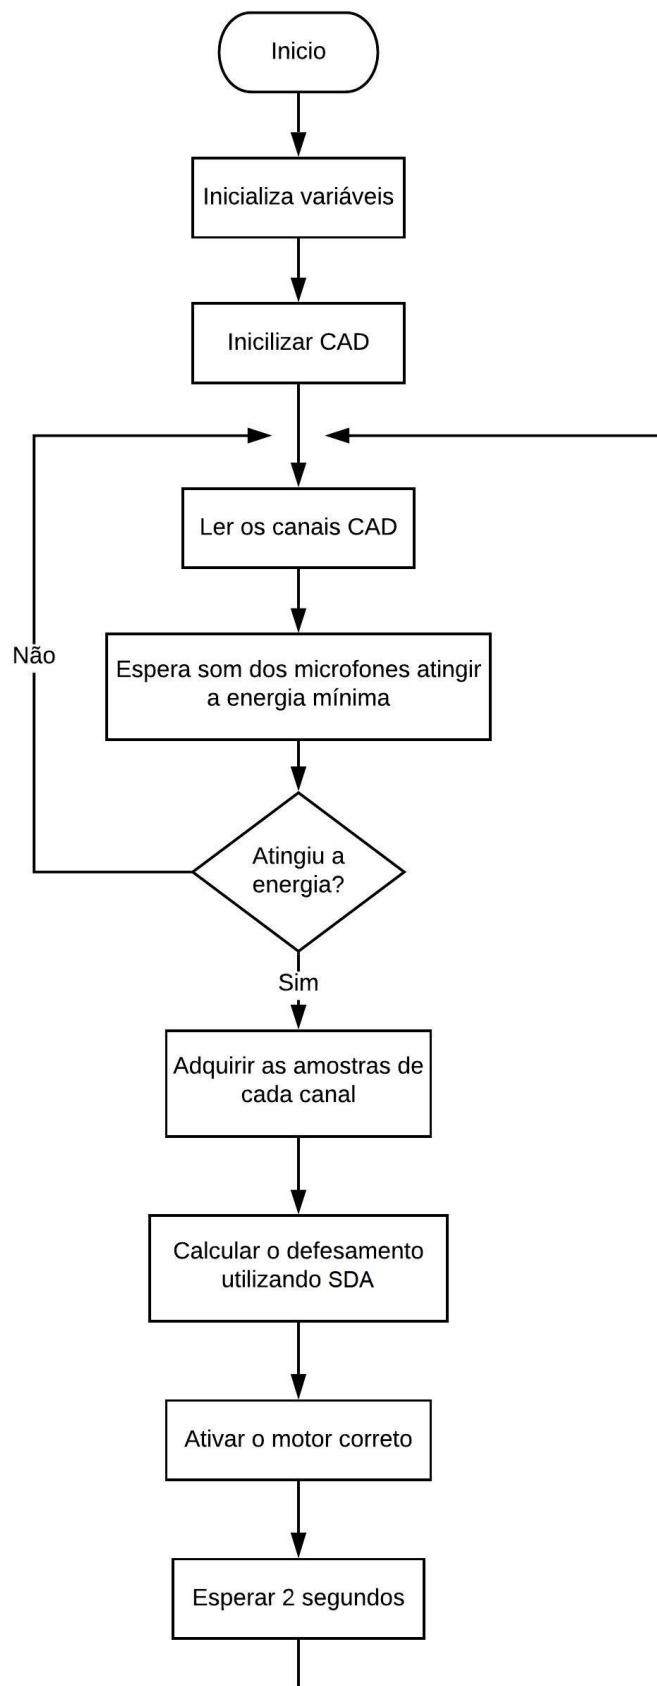 Inicio
Inicializa variáveis
Inicilizar CAD
Ler os canais CAD
Não
Espera som dos microfones atingir
a energia mínima
Atingiu a
energia?
Sim
Adquirir as amostras de
cada canal
Calcular o defesamento
utilizando SDA
Ativar o motor correto
Esperar 2 segundos